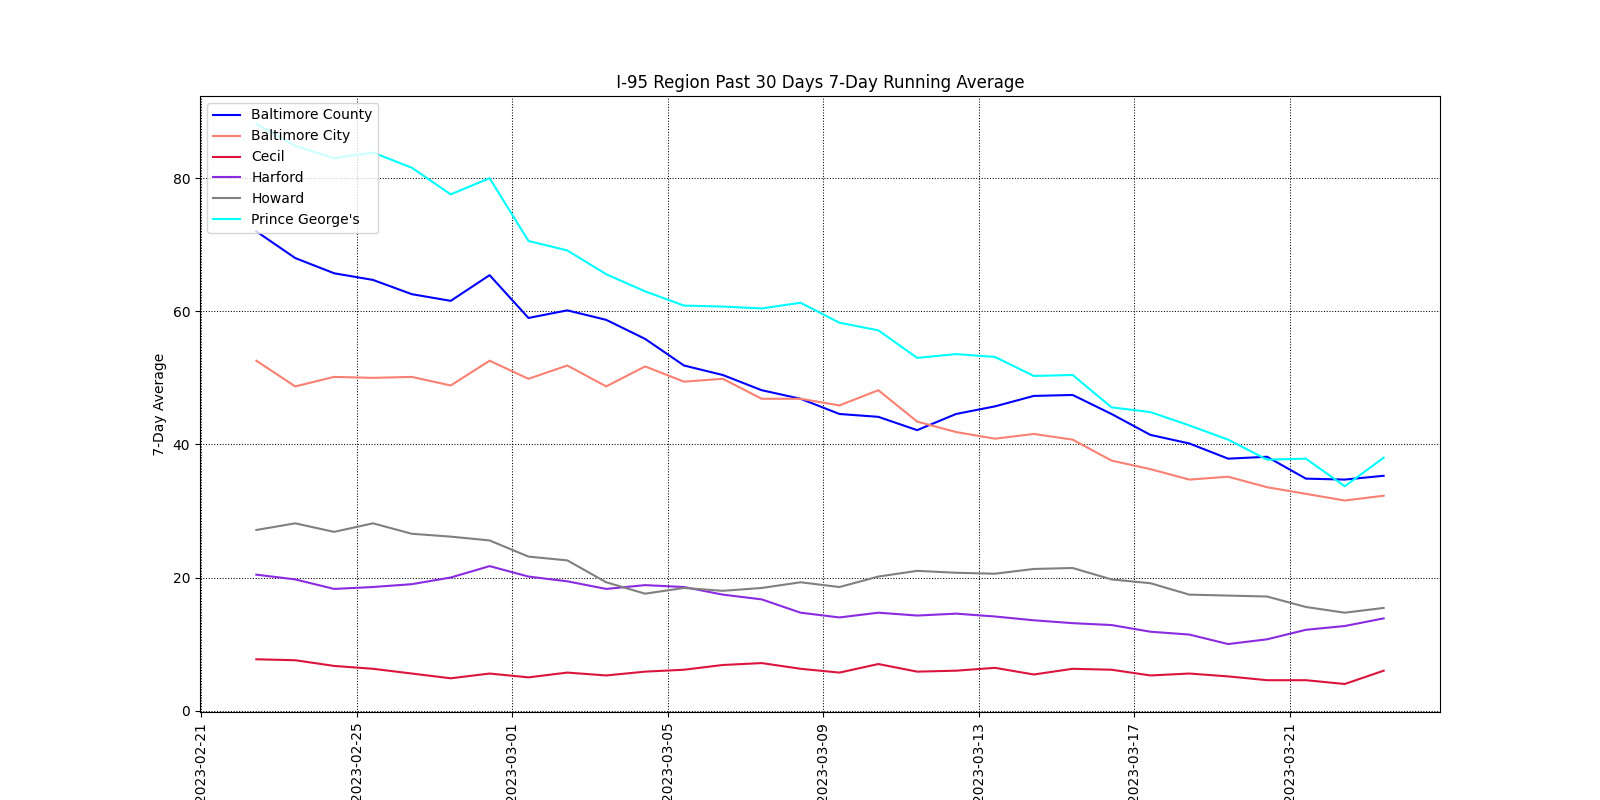 I-95 Region Past 30 Days 7-Day Running Average
Baltimore County
Baltimore City
Cecil
Harford
Howard
Prince George's
7-Day Average
80
60
40
20
0
2023-02-21
2023-02-25
2023-03-01
2023-03-05
2023-03-09
2023-03-13
2023-03-17
2023-03-21